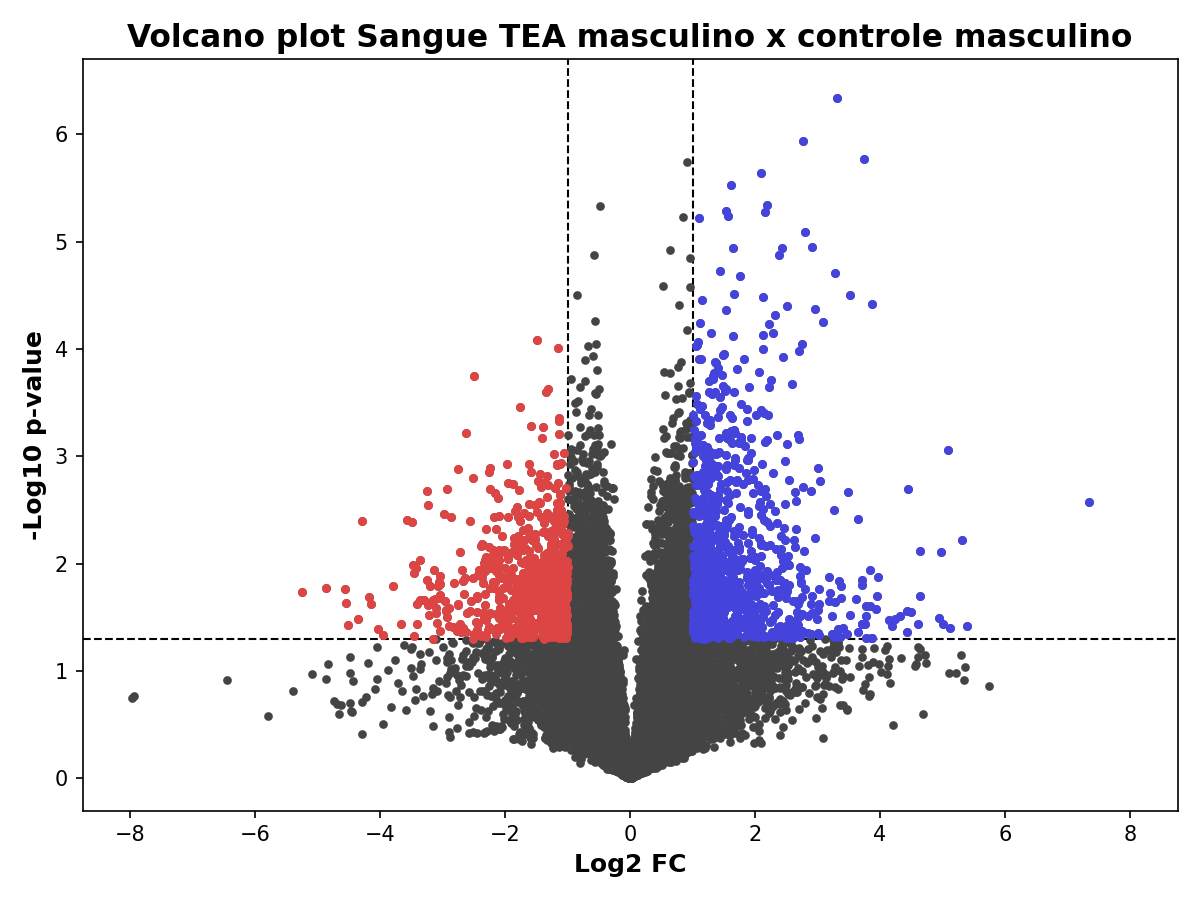 Volcano plot Sangue TEA masculino x controle masculino
6
5
4
3
2
1
0
-Log10 p-value
−8 −6 −4 −2 0 2 4 6 8
Log2 FC